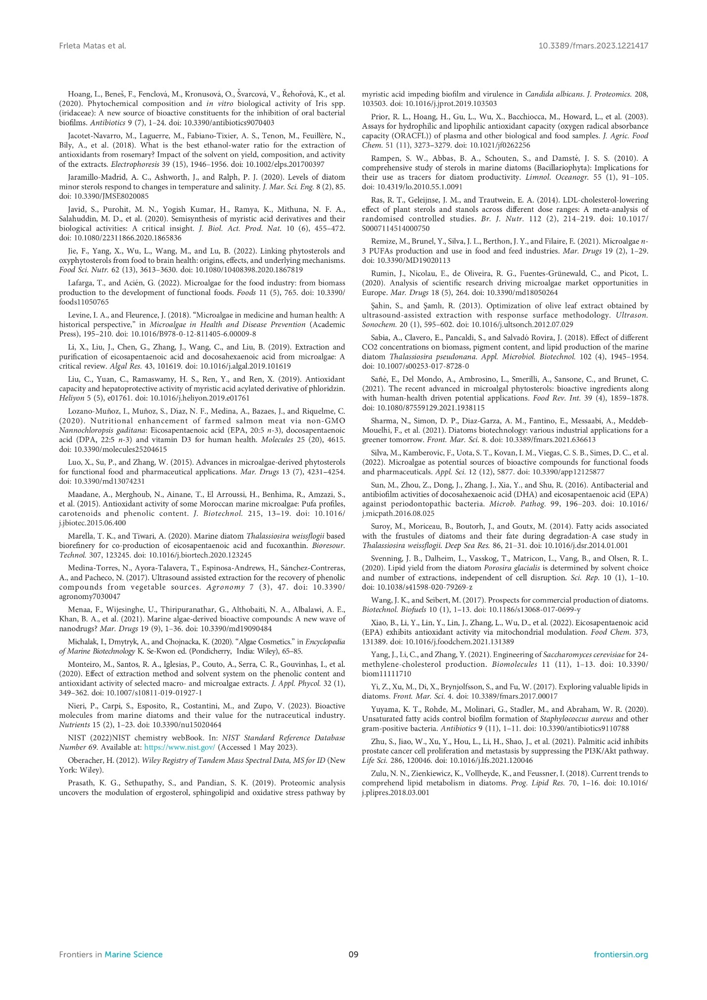 Frleta Matas et al.
10.3389/fmars.2023.1221417
Hoang, L., Beneš, F., Fenclová, M., Kronusová, O., Švarcová, V., Řehořová, K., et al.
(2020). Phytochemical composition and in vitro biological activity of Iris spp.
(iridaceae): A new source of bioactive constituents for the inhibition of oral bacterial
biofilms. Antibiotics 9 (7), 1–24. doi: 10.3390/antibiotics9070403
Jacotet-Navarro, M., Laguerre, M., Fabiano-Tixier, A. S., Tenon, M., Feuillère, N.,
Bily, A., et al. (2018). What is the best ethanol-water ratio for the extraction of
antioxidants from rosemary? Impact of the solvent on yield, composition, and activity
of the extracts. Electrophoresis 39 (15), 1946–1956. doi: 10.1002/elps.201700397
Jaramillo-Madrid, A. C., Ashworth, J., and Ralph, P. J. (2020). Levels of diatom
minor sterols respond to changes in temperature and salinity. J. Mar. Sci. Eng. 8 (2), 85.
doi: 10.3390/JMSE8020085
Javid, S., Purohit, M. N., Yogish Kumar, H., Ramya, K., Mithuna, N. F. A.,
Salahuddin, M. D., et al. (2020). Semisynthesis of myristic acid derivatives and their
biological activities: A critical insight. J. Biol. Act. Prod. Nat. 10 (6), 455–472.
doi: 10.1080/22311866.2020.1865836
Jie, F., Yang, X., Wu, L., Wang, M., and Lu, B. (2022). Linking phytosterols and
oxyphytosterols from food to brain health: origins, effects, and underlying mechanisms.
Food Sci. Nutr. 62 (13), 3613–3630. doi: 10.1080/10408398.2020.1867819
Lafarga, T., and Acién, G. (2022). Microalgae for the food industry: from biomass
production to the development of functional foods. Foods 11 (5), 765. doi: 10.3390/
foods11050765
Levine, I. A., and Fleurence, J. (2018). “Microalgae in medicine and human health: A
historical perspective,” in Microalgae in Health and Disease Prevention (Academic
Press), 195–210. doi: 10.1016/B978-0-12-811405-6.00009-8
Li, X., Liu, J., Chen, G., Zhang, J., Wang, C., and Liu, B. (2019). Extraction and
purification of eicosapentaenoic acid and docosahexaenoic acid from microalgae: A
critical review. Algal Res. 43, 101619. doi: 10.1016/j.algal.2019.101619
Liu, C., Yuan, C., Ramaswamy, H. S., Ren, Y., and Ren, X. (2019). Antioxidant
capacity and hepatoprotective activity of myristic acid acylated derivative of phloridzin.
Heliyon 5 (5), e01761. doi: 10.1016/j.heliyon.2019.e01761
Lozano-Muñoz, I., Muñoz, S., Díaz, N. F., Medina, A., Bazaes, J., and Riquelme, C.
(2020). Nutritional enhancement of farmed salmon meat via non-GMO
Nannochloropsis gaditana: Eicosapentaenoic acid (EPA, 20:5 n-3), docosapentaenoic
acid (DPA, 22:5 n-3) and vitamin D3 for human health. Molecules 25 (20), 4615.
doi: 10.3390/molecules25204615
Luo, X., Su, P., and Zhang, W. (2015). Advances in microalgae-derived phytosterols
for functional food and pharmaceutical applications. Mar. Drugs 13 (7), 4231–4254.
doi: 10.3390/md13074231
Maadane, A., Merghoub, N., Ainane, T., El Arroussi, H., Benhima, R., Amzazi, S.,
et al. (2015). Antioxidant activity of some Moroccan marine microalgae: Pufa profiles,
carotenoids and phenolic content. J. Biotechnol. 215, 13–19. doi: 10.1016/
j.jbiotec.2015.06.400
Marella, T. K., and Tiwari, A. (2020). Marine diatom Thalassiosira weissflogii based
biorefinery for co-production of eicosapentaenoic acid and fucoxanthin. Bioresour.
Technol. 307, 123245. doi: 10.1016/j.biortech.2020.123245
Medina-Torres, N., Ayora-Talavera, T., Espinosa-Andrews, H., Sánchez-Contreras,
A., and Pacheco, N. (2017). Ultrasound assisted extraction for the recovery of phenolic
compounds from vegetable sources. Agronomy 7 (3), 47. doi: 10.3390/
agronomy7030047
Menaa, F., Wijesinghe, U., Thiripuranathar, G., Althobaiti, N. A., Albalawi, A. E.,
Khan, B. A., et al. (2021). Marine algae-derived bioactive compounds: A new wave of
nanodrugs? Mar. Drugs 19 (9), 1–36. doi: 10.3390/md19090484
Michalak, I., Dmytryk, A., and Chojnacka, K. (2020). “Algae Cosmetics.” in Encyclopedia
of Marine Biotechnology K. Se-Kwon ed. (Pondicherry, India: Wiley), 65–85.
Monteiro, M., Santos, R. A., Iglesias, P., Couto, A., Serra, C. R., Gouvinhas, I., et al.
(2020). Effect of extraction method and solvent system on the phenolic content and
antioxidant activity of selected macro- and microalgae extracts. J. Appl. Phycol. 32 (1),
349–362. doi: 10.1007/s10811-019-01927-1
Nieri, P., Carpi, S., Esposito, R., Costantini, M., and Zupo, V. (2023). Bioactive
molecules from marine diatoms and their value for the nutraceutical industry.
Nutrients 15 (2), 1–23. doi: 10.3390/nu15020464
NIST (2022)NIST chemistry webBook. In: NIST Standard Reference Database
Number 69. Available at: https://www.nist.gov/ (Accessed 1 May 2023).
Oberacher, H. (2012). Wiley Registry of Tandem Mass Spectral Data, MS for ID (New
York: Wiley).
Prasath, K. G., Sethupathy, S., and Pandian, S. K. (2019). Proteomic analysis
uncovers the modulation of ergosterol, sphingolipid and oxidative stress pathway by
myristic acid impeding biofilm and virulence in Candida albicans. J. Proteomics. 208,
103503. doi: 10.1016/j.jprot.2019.103503
Prior, R. L., Hoang, H., Gu, L., Wu, X., Bacchiocca, M., Howard, L., et al. (2003).
Assays for hydrophilic and lipophilic antioxidant capacity (oxygen radical absorbance
capacity (ORACFL)) of plasma and other biological and food samples. J. Agric. Food
Chem. 51 (11), 3273–3279. doi: 10.1021/jf0262256
Rampen, S. W., Abbas, B. A., Schouten, S., and Damsté, J. S. S. (2010). A
comprehensive study of sterols in marine diatoms (Bacillariophyta): Implications for
their use as tracers for diatom productivity. Limnol. Oceanogr. 55 (1), 91–105.
doi: 10.4319/lo.2010.55.1.0091
Ras, R. T., Geleijnse, J. M., and Trautwein, E. A. (2014). LDL-cholesterol-lowering
effect of plant sterols and stanols across different dose ranges: A meta-analysis of
randomised controlled studies. Br. J. Nutr. 112 (2), 214–219. doi: 10.1017/
S0007114514000750
Remize, M., Brunel, Y., Silva, J. L., Berthon, J. Y., and Filaire, E. (2021). Microalgae n-
3 PUFAs production and use in food and feed industries. Mar. Drugs 19 (2), 1–29.
doi: 10.3390/MD19020113
Rumin, J., Nicolau, E., de Oliveira, R. G., Fuentes-Grünewald, C., and Picot, L.
(2020). Analysis of scientific research driving microalgae market opportunities in
Europe. Mar. Drugs 18 (5), 264. doi: 10.3390/md18050264
Şahin, S., and Şamlı, R. (2013). Optimization of olive leaf extract obtained by
ultrasound-assisted extraction with response surface methodology. Ultrason.
Sonochem. 20 (1), 595–602. doi: 10.1016/j.ultsonch.2012.07.029
Sabia, A., Clavero, E., Pancaldi, S., and Salvadó Rovira, J. (2018). Effect of different
CO2 concentrations on biomass, pigment content, and lipid production of the marine
diatom Thalassiosira pseudonana. Appl. Microbiol. Biotechnol. 102 (4), 1945–1954.
doi: 10.1007/s00253-017-8728-0
Sañé, E., Del Mondo, A., Ambrosino, L., Smerilli, A., Sansone, C., and Brunet, C.
(2021). The recent advanced in microalgal phytosterols: bioactive ingredients along
with human-health driven potential applications. Food Rev. Int. 39 (4), 1859–1878.
doi: 10.1080/87559129.2021.1938115
Sharma, N., Simon, D. P., Diaz-Garza, A. M., Fantino, E., Messaabi, A., Meddeb-
Mouelhi, F., et al. (2021). Diatoms biotechnology: various industrial applications for a
greener tomorrow. Front. Mar. Sci. 8. doi: 10.3389/fmars.2021.636613
Silva, M., Kamberovic, F., Uota, S. T., Kovan, I. M., Viegas, C. S. B., Simes, D. C., et al.
(2022). Microalgae as potential sources of bioactive compounds for functional foods
and pharmaceuticals. Appl. Sci. 12 (12), 5877. doi: 10.3390/app12125877
Sun, M., Zhou, Z., Dong, J., Zhang, J., Xia, Y., and Shu, R. (2016). Antibacterial and
antibiofilm activities of docosahexaenoic acid (DHA) and eicosapentaenoic acid (EPA)
against periodontopathic bacteria. Microb. Pathog. 99, 196–203. doi: 10.1016/
j.micpath.2016.08.025
Suroy, M., Moriceau, B., Boutorh, J., and Goutx, M. (2014). Fatty acids associated
with the frustules of diatoms and their fate during degradation-A case study in
Thalassiosira weissflogii. Deep Sea Res. 86, 21–31. doi: 10.1016/j.dsr.2014.01.001
Svenning, J. B., Dalheim, L., Vasskog, T., Matricon, L., Vang, B., and Olsen, R. L.
(2020). Lipid yield from the diatom Porosira glacialis is determined by solvent choice
and number of extractions, independent of cell disruption. Sci. Rep. 10 (1), 1–10.
doi: 10.1038/s41598-020-79269-z
Wang, J. K., and Seibert, M. (2017). Prospects for commercial production of diatoms.
Biotechnol. Biofuels 10 (1), 1–13. doi: 10.1186/s13068-017-0699-y
Xiao, B., Li, Y., Lin, Y., Lin, J., Zhang, L., Wu, D., et al. (2022). Eicosapentaenoic acid
(EPA) exhibits antioxidant activity via mitochondrial modulation. Food Chem. 373,
131389. doi: 10.1016/j.foodchem.2021.131389
Yang, J., Li, C., and Zhang, Y. (2021). Engineering of Saccharomyces cerevisiae for 24-
methylene-cholesterol production. Biomolecules 11 (11), 1–13. doi: 10.3390/
biom11111710
Yi, Z., Xu, M., Di, X., Brynjolfsson, S., and Fu, W. (2017). Exploring valuable lipids in
diatoms. Front. Mar. Sci. 4. doi: 10.3389/fmars.2017.00017
Yuyama, K. T., Rohde, M., Molinari, G., Stadler, M., and Abraham, W. R. (2020).
Unsaturated fatty acids control biofilm formation of Staphylococcus aureus and other
gram-positive bacteria. Antibiotics 9 (11), 1–11. doi: 10.3390/antibiotics9110788
Zhu, S., Jiao, W., Xu, Y., Hou, L., Li, H., Shao, J., et al. (2021). Palmitic acid inhibits
prostate cancer cell proliferation and metastasis by suppressing the PI3K/Akt pathway.
Life Sci. 286, 120046. doi: 10.1016/j.lfs.2021.120046
Zulu, N. N., Zienkiewicz, K., Vollheyde, K., and Feussner, I. (2018). Current trends to
comprehend lipid metabolism in diatoms. Prog. Lipid Res. 70, 1–16. doi: 10.1016/
j.plipres.2018.03.001
Frontiers in Marine Science
09
frontiersin.org